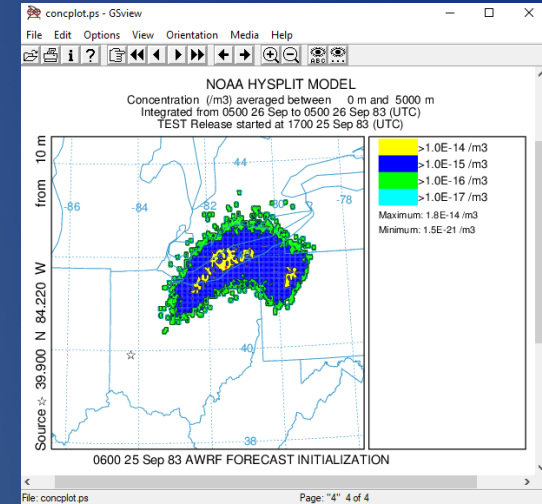 concplot.ps - GSview
File Edit Options View Orientation Media Help
NOAA HYSPLIT MODEL
Concentration (/m3) averaged between 0 m and 5000 m
Integrated from 0500 26 Sep to 0500 26 Sep 83 (UTC)
TEST Release started at 1700 25 Sep 83 (UTC)
Source ☆ 39.900 N 84.220 W from 10 m
44
-86 -84 -82 80 -78
40
38
>1.0E-14 /m3
>1.0E-15 /m3
>1.0E-16 /m3
>1.0E-17 /m3
Maximum: 1.8E-14 /m3
Minimum: 1.5E-21 /m3
0600 25 Sep 83 AWRF FORECAST INITIALIZATION
File: concplot.ps Page: "4" 4 of 4